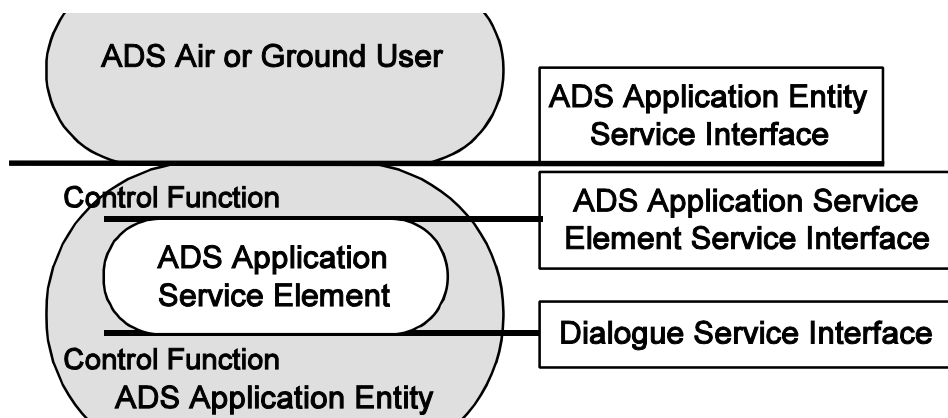 ADS Air or Ground User
ADS Application Entity
Service Interface
Control Function
ADS Application Service
Element Service Interface
ADS Application
Service Element
Dialogue Service Interface
Control Function
ADS Application Entity